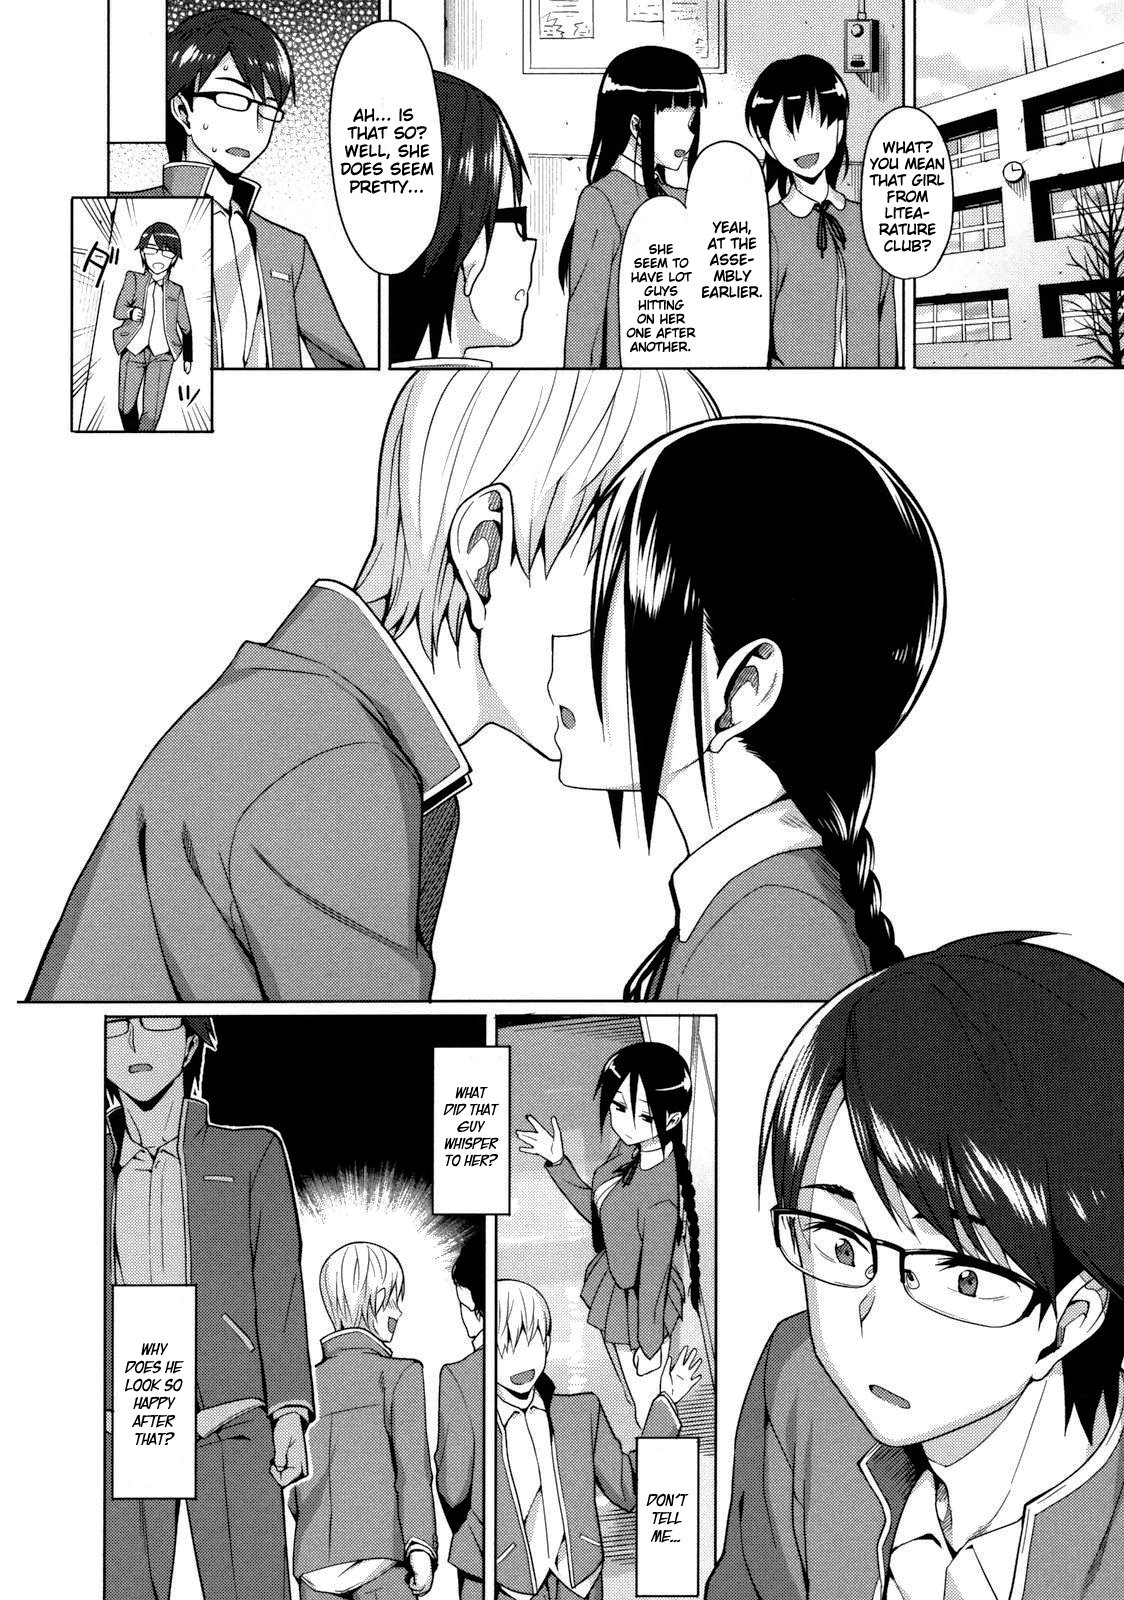 WHAT?
YOU MEAN
THAT GIRL
FROM
LITEA-
RATURE
CLUB?
YEAH,
AT THE
ASSE-
MBLY
EARLIER.
SHE
SEEM TO
HAVE LOT
GUYS
HITTING
ON HER
ONE AFTER
ANOTHER.
AH... IS
THAT SO?
WELL, SHE
DOES SEEM
PRETTY...
ダッ
WHAT
DID THAT
GUY
WHISPER
TO HER?
DON'T
TELL
ME...
WHY
DOES HE
LOOK SO
HAPPY
AFTER
THAT?